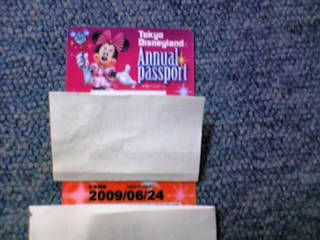 Tokyo
Disneyland
Annual
passport
2009/06/24